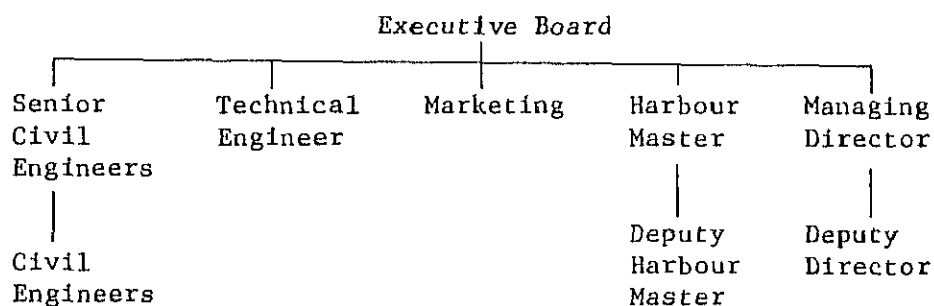 Executive Board
Senior Civil Engineers
Technical Engineer
Marketing
Harbour Master
Managing Director
Civil Engineers
Deputy Harbour Master
Deputy Director